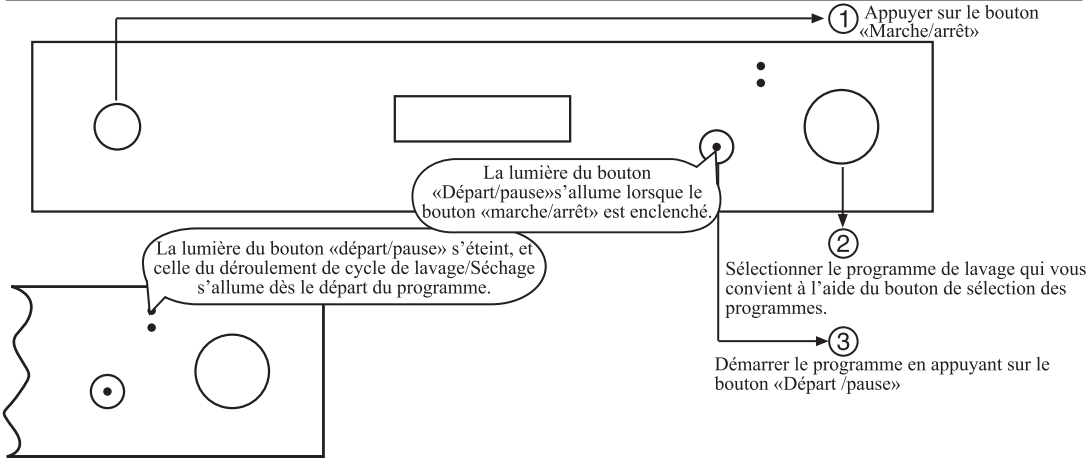 1 Appuyer sur le bouton
«Marche/arrêt»
La lumière du bouton
«Départ/pause»s’allume lorsque le
bouton «marche/arrêt» est enclenché.
2
Sélectionner le programme de lavage qui vous
convient à l’aide du bouton de sélection des
programmes.
La lumière du bouton «départ/pause» s’éteint, et
celle du déroulement de cycle de lavage/Séchage
s’allume dès le départ du programme.
3
Démarrer le programme en appuyant sur le
bouton «Départ /pause»